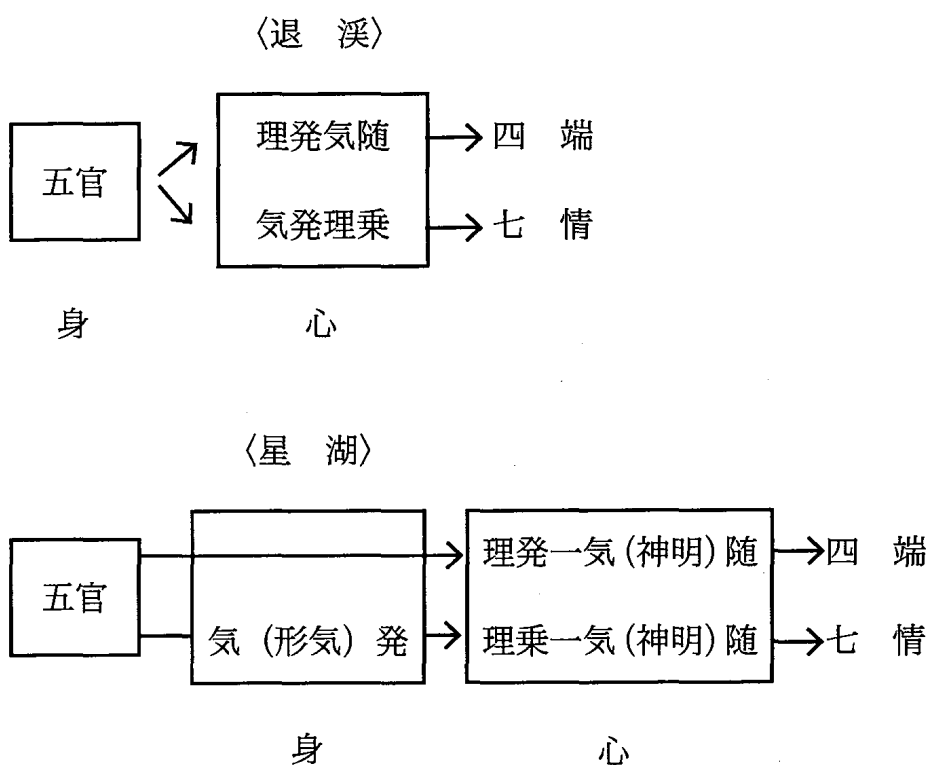 〈退　渓〉
五官
理発気随
四　端
気発理乗
七　情
身
心
〈星　湖〉
五官
理発一気(神明)随
四　端
気（形気）発
理乗一気(神明)随
七　情
身
心